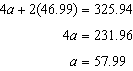 4a + 2(46.99) = 325.94
4a = 231.96
a = 57.99